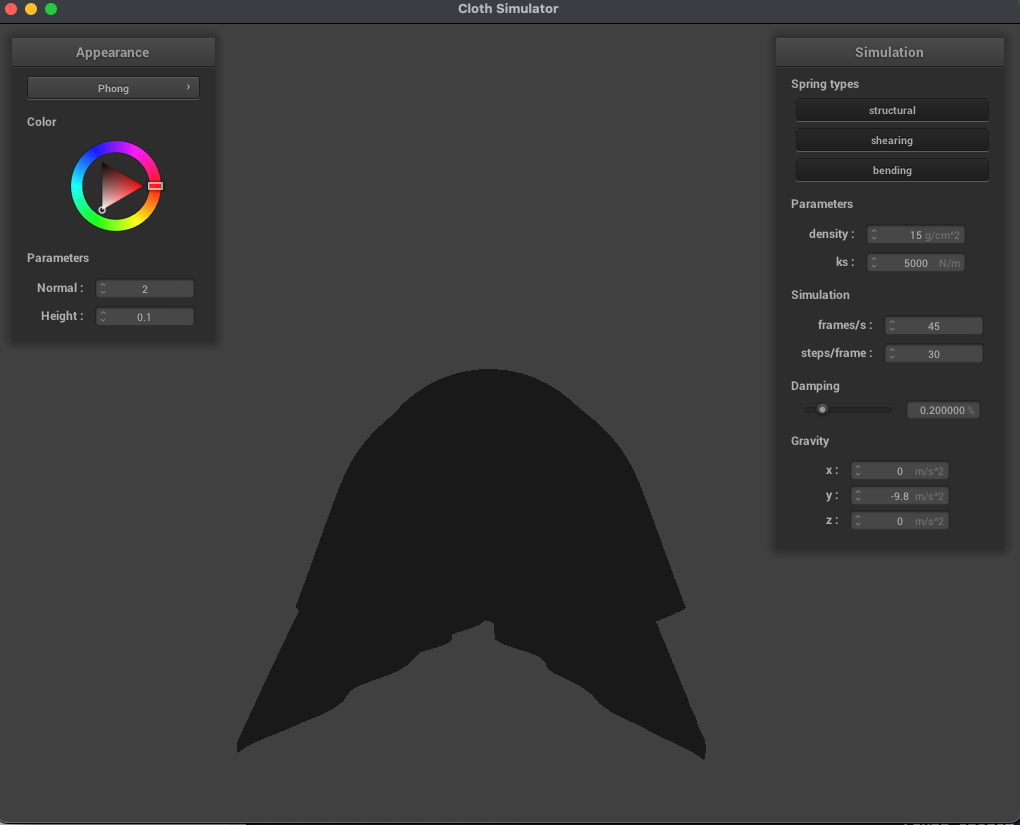 Cloth Simulator
Appearance
Phong
Color
Parameters
Normal : 2
Height : 0.1
Simulation
Spring types
structural
shearing
bending
Parameters
density : 15 g/cm^2
ks : 5000 N/m
Simulation
frames/s : 45
steps/frame : 30
Damping
0.200000 %
Gravity
x : 0 m/s^2
y : -9.8 m/s^2
z : 0 m/s^2